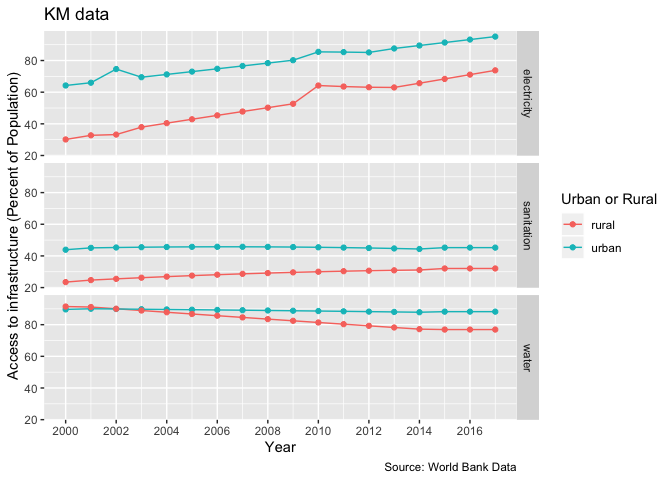 KM data
Access to infrastructure (Percent of Population)
80
60
40
20
electricity
80
60
40
20
sanitation
80
60
40
20
water
2000 2002 2004 2006 2008 2010 2012 2014 2016
Year
Source: World Bank Data
Urban or Rural
rural
urban